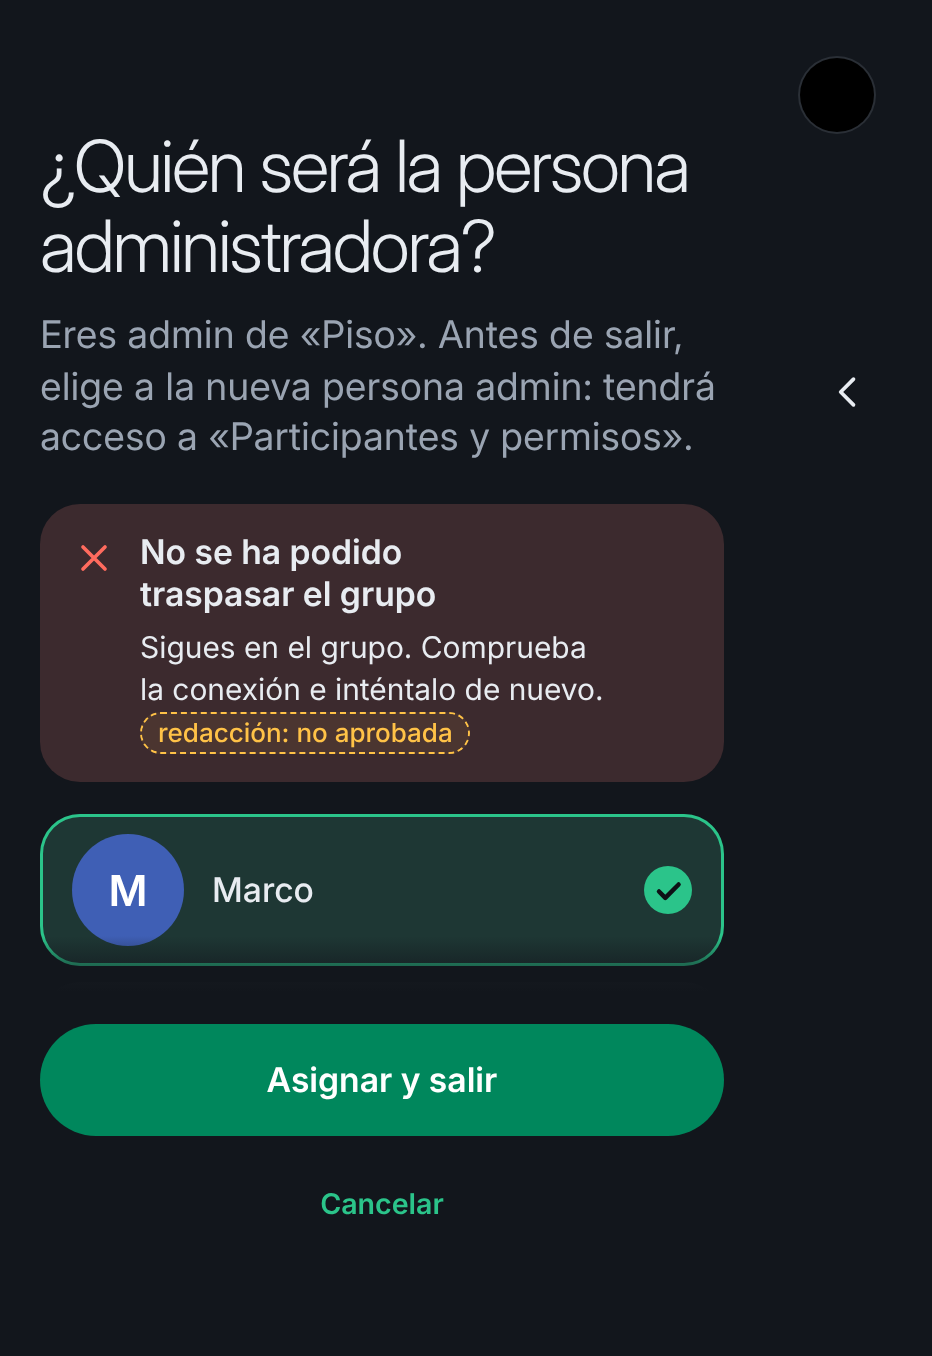 ¿Quién será la persona
administradora?
Eres admin de «Piso». Antes de salir,
elige a la nueva persona admin: tendrá
acceso a «Participantes y permisos».
No se ha podido
traspasar el grupo
Sigues en el grupo. Comprueba
la conexión e inténtalo de nuevo.
redacción: no aprobada
M
Marco
Asignar y salir
Cancelar